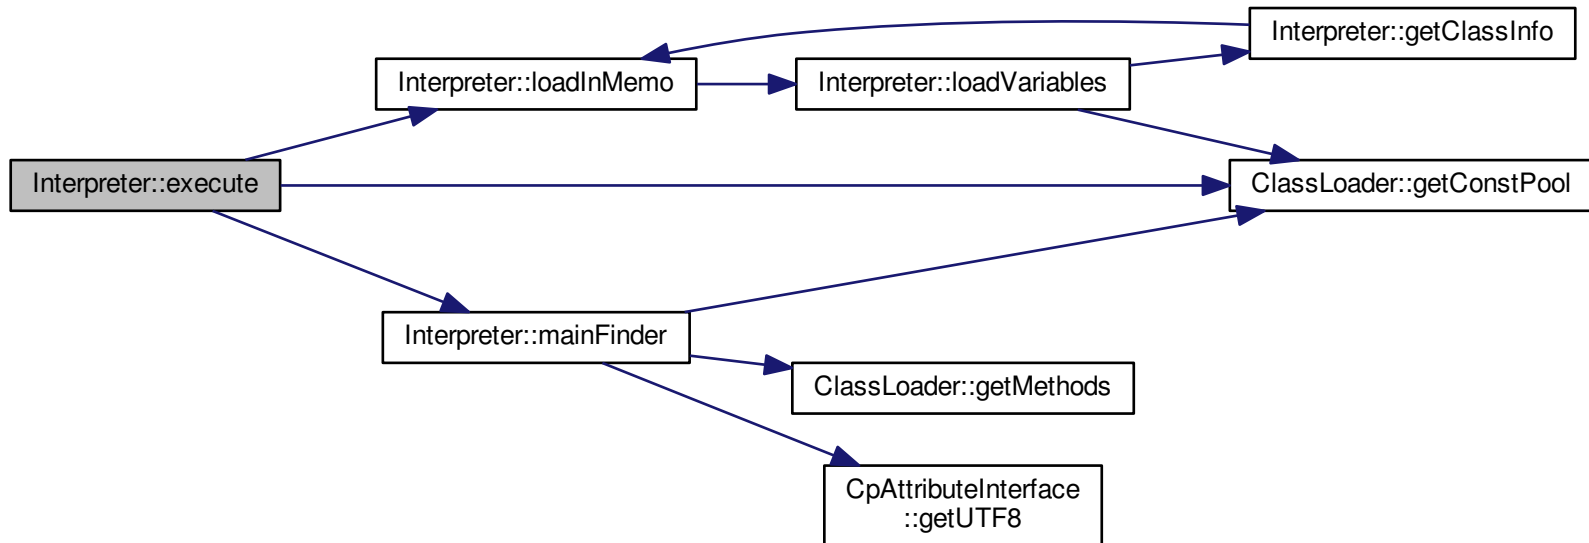 Interpreter::getClassInfo
Interpreter::loadInMemo
Interpreter::loadVariables
Interpreter::execute
ClassLoader::getConstPool
Interpreter::mainFinder
ClassLoader::getMethods
CpAttributeInterface
::getUTF8